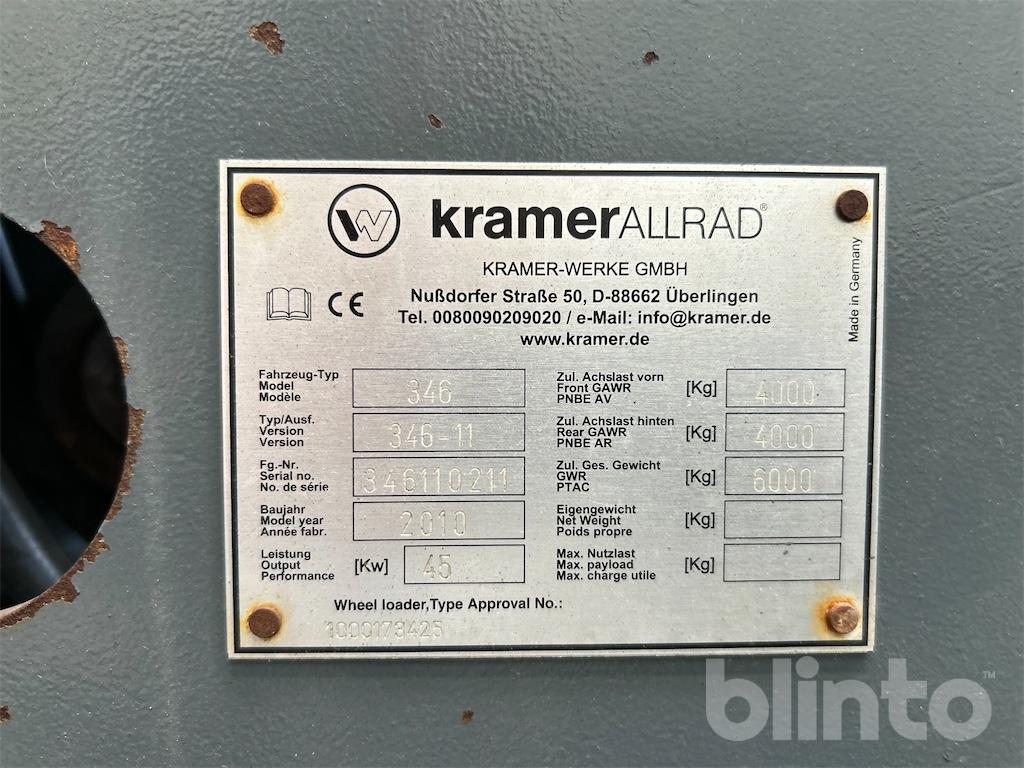 W kramerALLRAD®
KRAMER-WERKE GMBH
CE Nußdorfer Straße 50, D-88662 Überlingen
Tel. 0080090209020 / e-Mail: info@kramer.de
www.kramer.de
Made in Germany
Fahrzeug-Typ
Model 346
Modèle
Typ/Ausf.
Version 346-11
Version
Fg.-Nr.
Serial no. 346110211
No. de série
Baujahr
Model year 2010
Année fabr.
Leistung
Output [Kw] 45
Performance
Zul. Achslast vorn
Front GAWR [Kg] 4000
PNBE AV
Zul. Achslast hinten
Rear GAWR [Kg] 4000
PNBE AR
Zul. Ges. Gewicht
GWR [Kg] 6000
PTAC
Eigengewicht
Net Weight [Kg]
Poids propre
Max. Nutzlast
Max. payload [Kg]
Max. charge utile
Wheel loader,Type Approval No.:
1000173425
blinto™